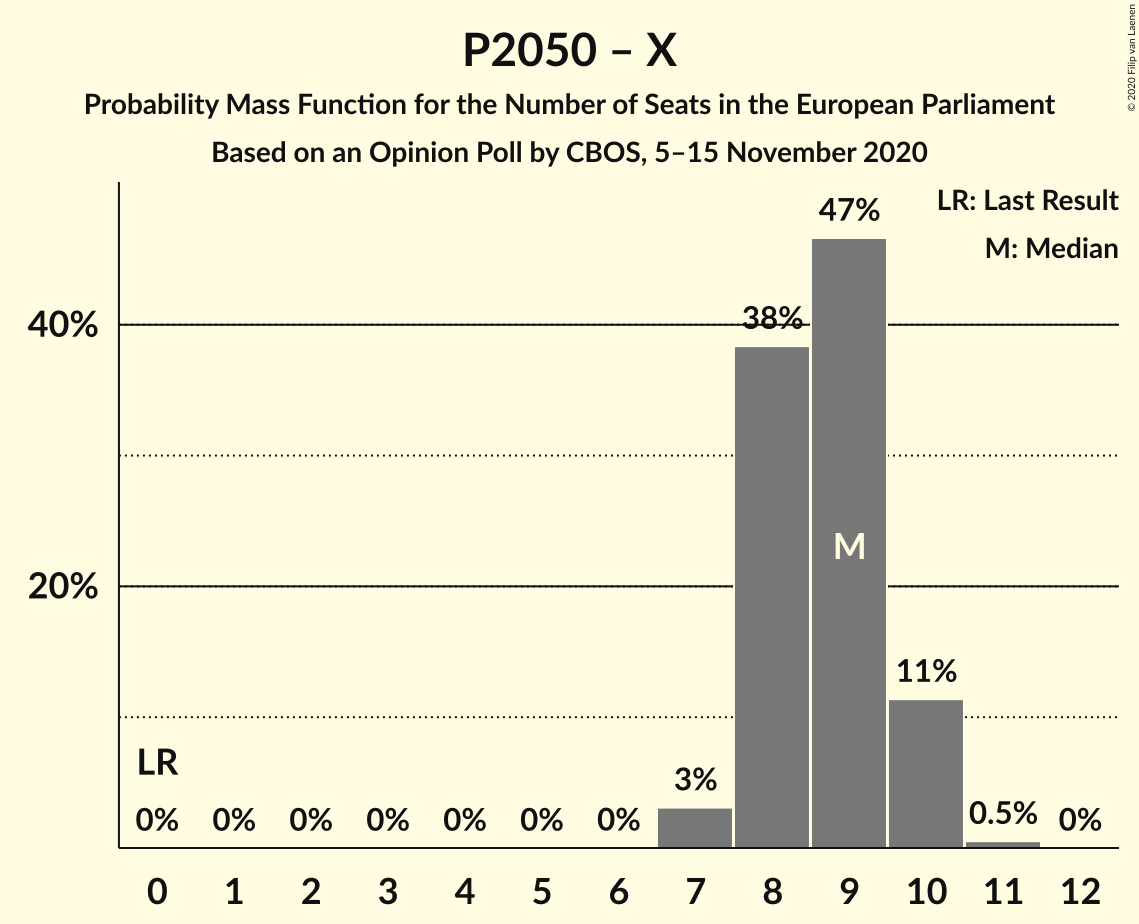 P2050 – X
Probability Mass Function for the Number of Seats in the European Parliament
Based on an Opinion Poll by CBOS, 5–15 November 2020
© 2020 Filip van Laenen
LR: Last Result
M: Median
47%
38%
40%
M
20%
11%
LR
3%
0% 0% 0% 0% 0% 0% 0% 0.5% 0%
0 1 2 3 4 5 6 7 8 9 10 11 12